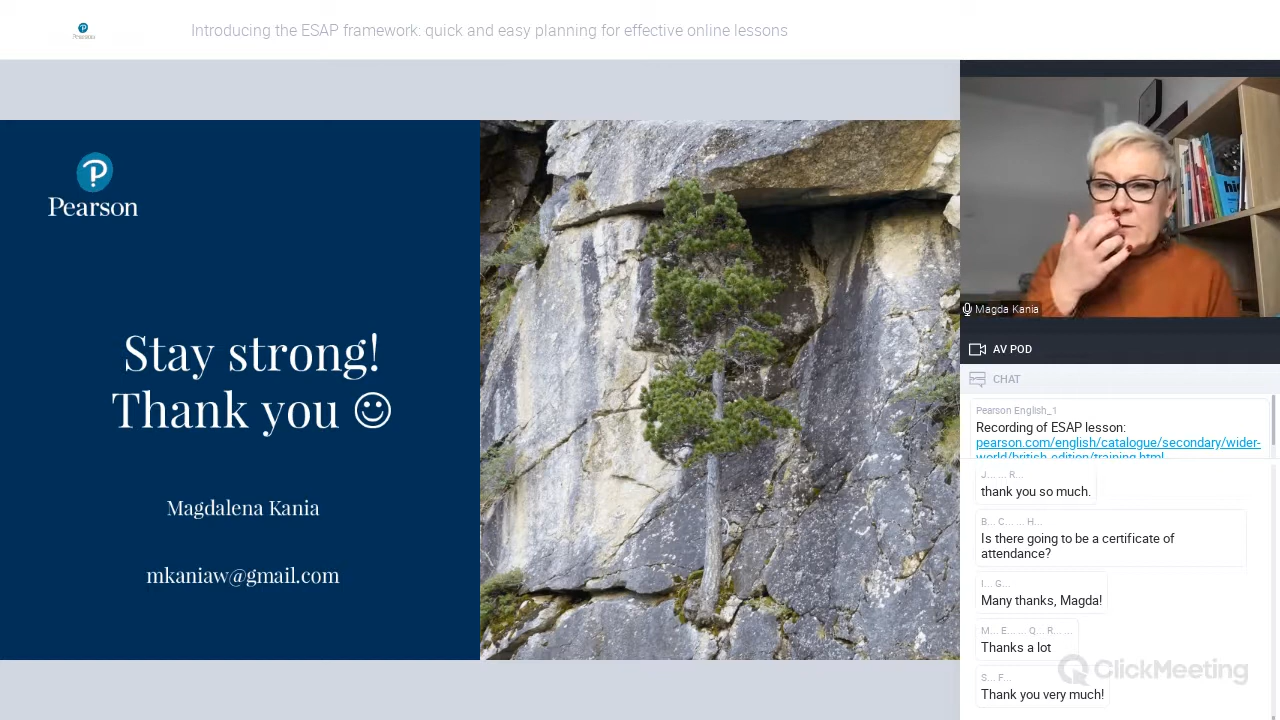 Pearson
Introducing the ESAP framework: quick and easy planning for effective online lessons
Pearson
Stay strong!
Thank you ☺
Magdalena Kania
mkaniaw@gmail.com
Magda Kania
AV POD
CHAT
Pearson English_1
Recording of ESAP lesson:
pearson.com/english/catalogue/secondary/wider-
world/british-edition/training.html
J... ... R...
thank you so much.
B... C... ... H...
Is there going to be a certificate of
attendance?
I... G...
Many thanks, Magda!
M... E... ... Q... R... ...
Thanks a lot
S... F...
Thank you very much!
ClickMeeting